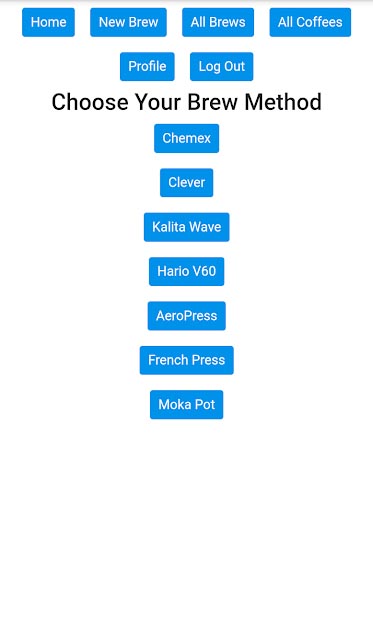 Home New Brew All Brews All Coffees
Profile Log Out
Choose Your Brew Method
Chemex
Clever
Kalita Wave
Hario V60
AeroPress
French Press
Moka Pot